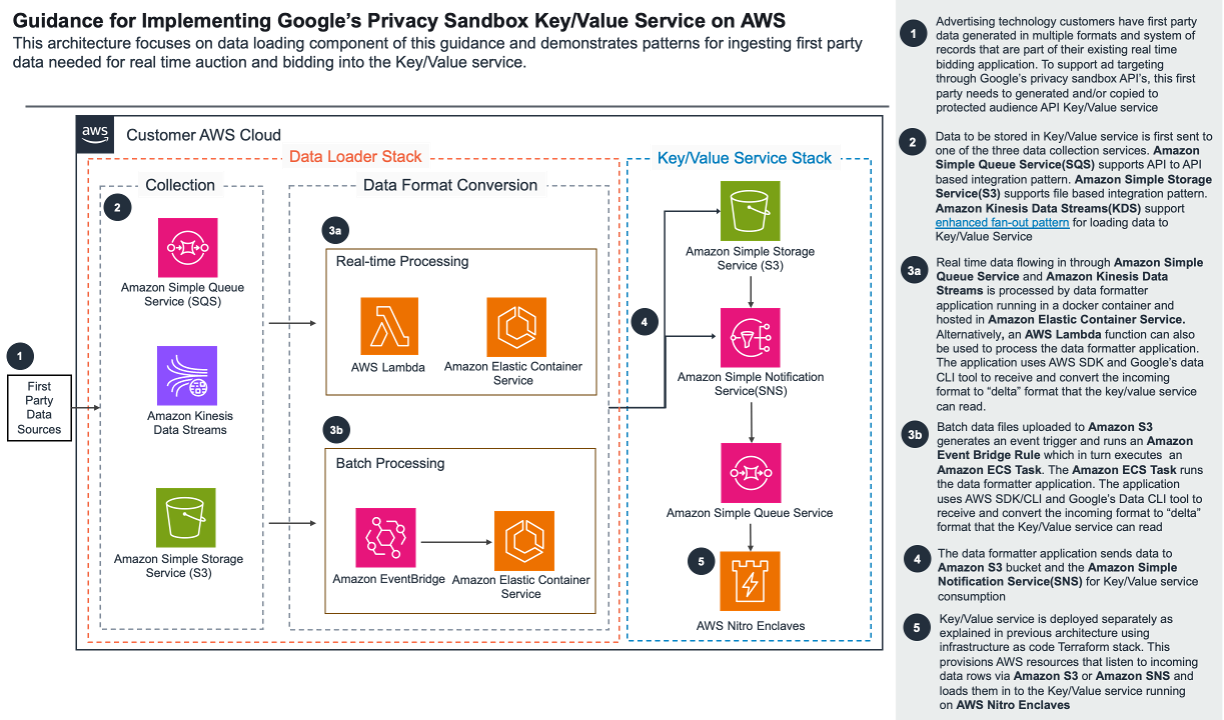 Guidance for Implementing Google's Privacy Sandbox Key/Value Service on AWS
This architecture focuses on data loading component of this guidance and demonstrates patterns for ingesting first party
data needed for real time auction and bidding into the Key/Value service.
aws
Customer AWS Cloud
Data Loader Stack
Key/Value Service Stack
Collection
Data Format Conversion
1
First
Party
Data
Sources
2
Amazon Simple Queue
Service (SQS)
Amazon Kinesis
Data Streams
Amazon Simple Storage
Service (S3)
3a
Real-time Processing
AWS Lambda
Amazon Elastic Container
Service
3b
Batch Processing
Amazon EventBridge
Amazon Elastic Container
Service
4
Amazon Simple Storage
Service (S3)
Amazon Simple Notification
Service(SNS)
Amazon Simple Queue Service
5
AWS Nitro Enclaves
1
Advertising technology customers have first party
data generated in multiple formats and system of
records that are part of their existing real time
bidding application. To support ad targeting
through Google's privacy sandbox API's, this first
party needs to generated and/or copied to
protected audience API Key/Value service
2
Data to be stored in Key/Value service is first sent to
one of the three data collection services. Amazon
Simple Queue Service(SQS) supports API to API
based integration pattern. Amazon Simple Storage
Service(S3) supports file based integration pattern.
Amazon Kinesis Data Streams(KDS) support
enhanced fan-out pattern for loading data to
Key/Value Service
3a
Real time data flowing in through Amazon Simple
Queue Service and Amazon Kinesis Data
Streams is processed by data formatter
application running in a docker container and
hosted in Amazon Elastic Container Service.
Alternatively, an AWS Lambda function can also
be used to process the data formatter application.
The application uses AWS SDK and Google's data
CLI tool to receive and convert the incoming
format to “delta” format that the key/value service
can read.
3b
Batch data files uploaded to Amazon S3
generates an event trigger and runs an Amazon
Event Bridge Rule which in turn executes an
Amazon ECS Task. The Amazon ECS Task runs
the data formatter application. The application
uses AWS SDK/CLI and Google's Data CLI tool to
receive and convert the incoming format to “delta”
format that the Key/Value service can read
4
The data formatter application sends data to
Amazon S3 bucket and the Amazon Simple
Notification Service(SNS) for Key/Value service
consumption
5
Key/Value service is deployed separately as
explained in previous architecture using
infrastructure as code Terraform stack. This
provisions AWS resources that listen to incoming
data rows via Amazon S3 or Amazon SNS and
loads them in to the Key/Value service running
on AWS Nitro Enclaves